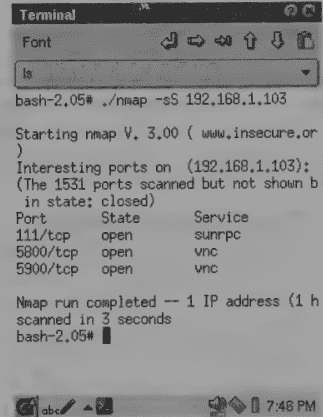 Terminal
Font
ls
bash-2.05# ./nmap -sS 192.168.1.103
Starting nmap V. 3.00 ( www.insecure.or
)
Interesting ports on  (192.168.1.103):
(The 1531 ports scanned but not shown b
 in state: closed)
Port       State       Service
111/tcp    open        sunrpc
5800/tcp   open        vnc
5900/tcp   open        vnc
Nmap run completed -- 1 IP address (1 h
scanned in 3 seconds
bash-2.05#
abc 7:48 PM